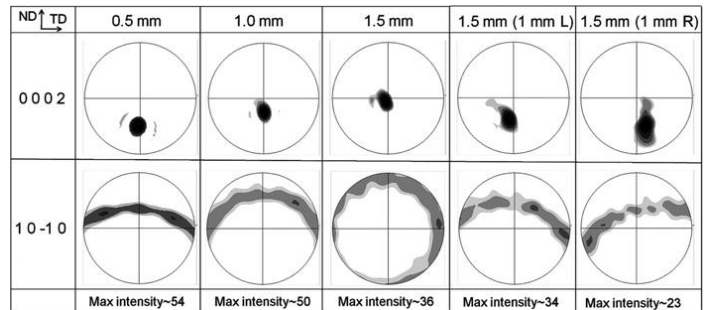 ND TD 0.5 mm 1.0 mm 1.5 mm 1.5 mm (1 mm L) 1.5 mm (1 mm R)
0 0 0 2
1 0 -1 0
Max intensity~54 Max intensity~50 Max intensity~36 Max intensity~34 Max intensity~23